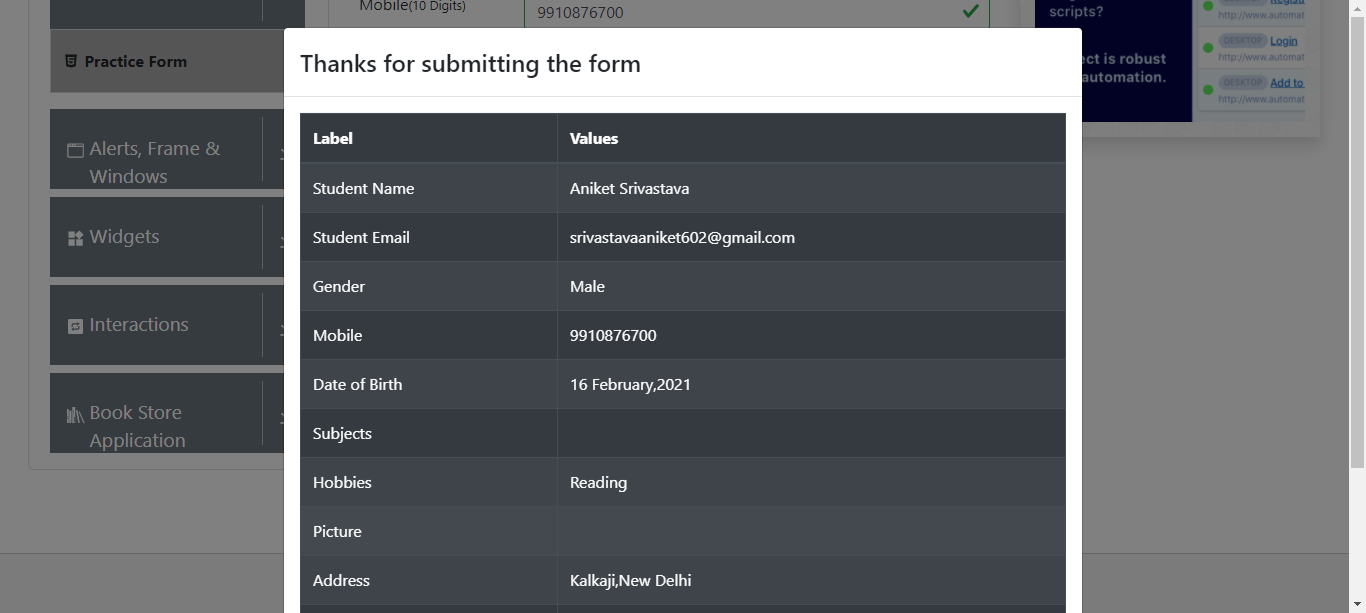 Mobile(10 Digits)
9910876700
scripts?
Practice Form
DESKTOP Login
http://www.automat
ect is robust
automation.
DESKTOP Add to
http://www.automat
Thanks for submitting the form
Label Values
Student Name Aniket Srivastava
Student Email srivastavaaniket602@gmail.com
Gender Male
Mobile 9910876700
Date of Birth 16 February,2021
Subjects
Hobbies Reading
Picture
Address Kalkaji,New Delhi
Alerts, Frame &
Windows
Widgets
Interactions
Book Store
Application